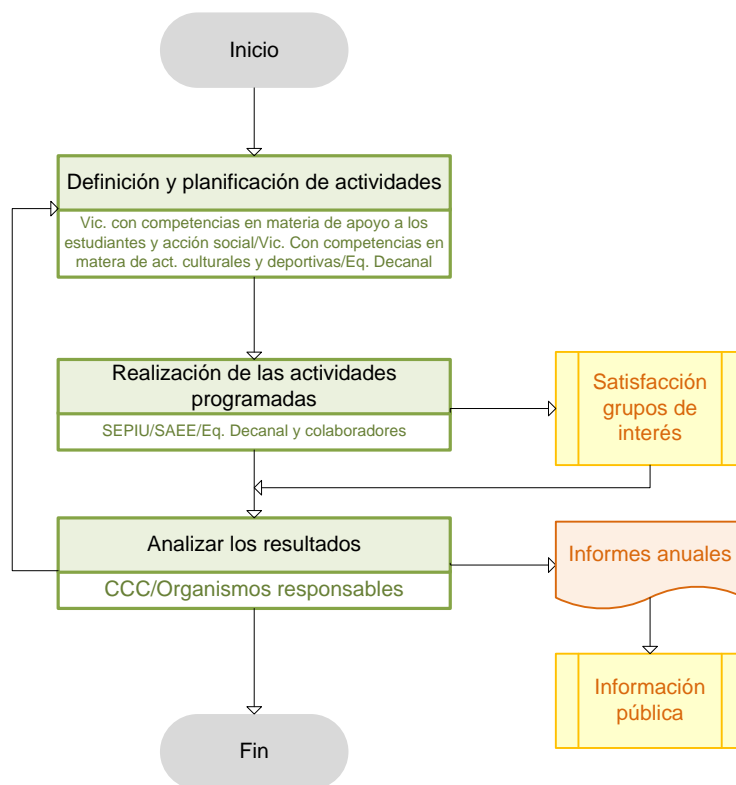 Inicio
Definición y planificación de actividades
Vic. con competencias en materia de apoyo a los
estudiantes y acción social/Vic. Con competencias en
matera de act. culturales y deportivas/Eq. Decanal
Realización de las actividades
programadas
SEPIU/SAEE/Eq. Decanal y colaboradores
Satisfacción
grupos de
interés
Analizar los resultados
CCC/Organismos responsables
Informes anuales
Información
pública
Fin